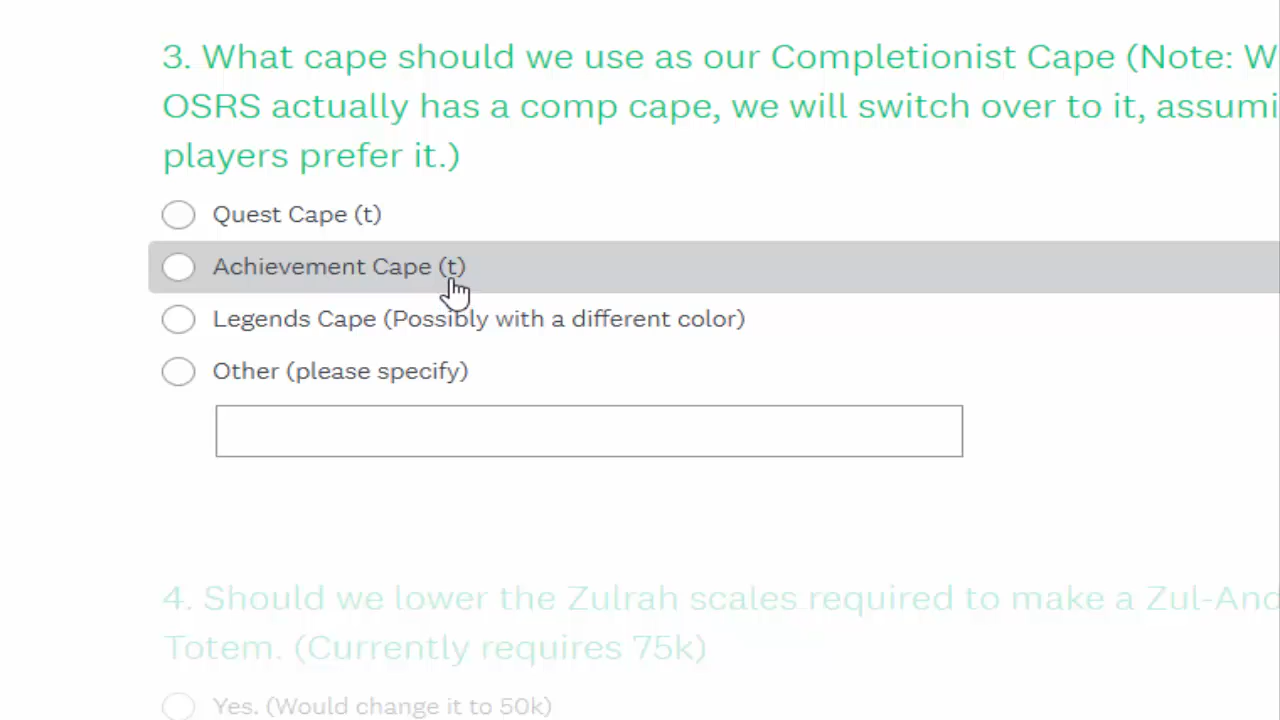 3. What cape should we use as our Completionist Cape (Note: W
OSRS actually has a comp cape, we will switch over to it, assumi
players prefer it.)
Quest Cape (t)
Achievement Cape (t)
Legends Cape (Possibly with a different color)
Other (please specify)
4. Should we lower the Zulrah scales required to make a Zul-And
Totem. (Currently requires 75k)
Yes. (Would change it to 50k)